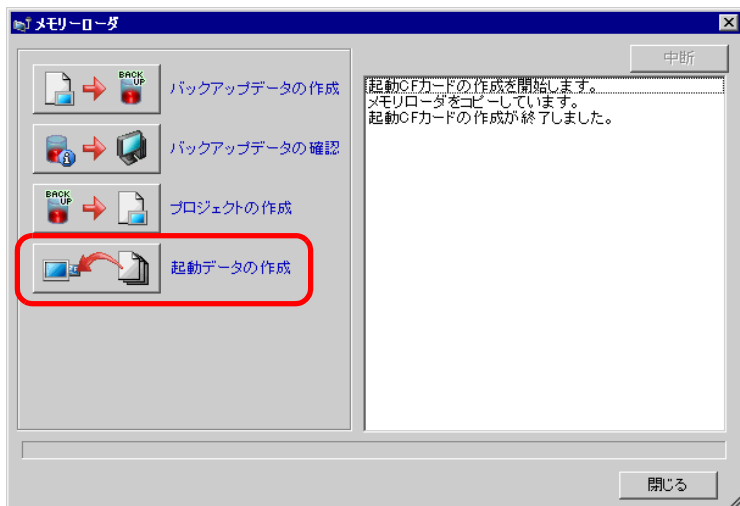 メモリーローダ
中断
BACK
UP
バックアップデータの作成
バックアップデータの確認
BACK
UP
プロジェクトの作成
起動データの作成
起動CFカードの作成を開始します。
メモリローダをコピーしています。
起動CFカードの作成が終了しました。
閉じる